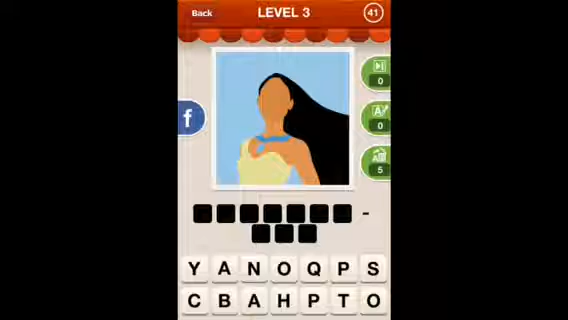 Back LEVEL 3 41
0
f
A
0
5
-
Y A N O Q P S
C B A H P T O